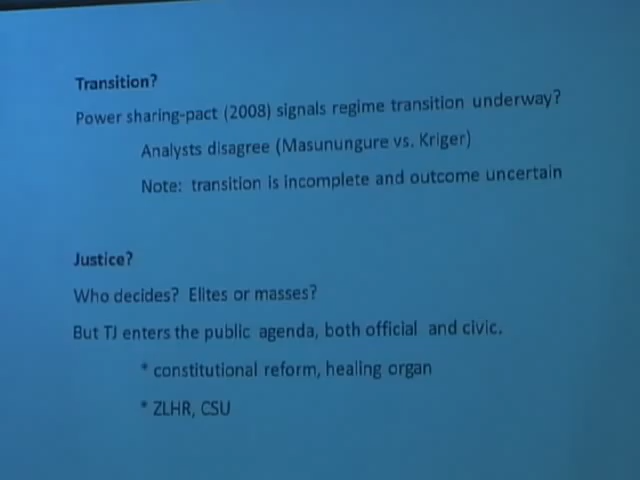 Transition?
Power sharing-pact (2008) signals regime transition underway?
Analysts disagree (Masunungure vs. Kriger)
Note: transition is incomplete and outcome uncertain
Justice?
Who decides? Elites or masses?
But TJ enters the public agenda, both official and civic.
* constitutional reform, healing organ
* ZLHR, CSU